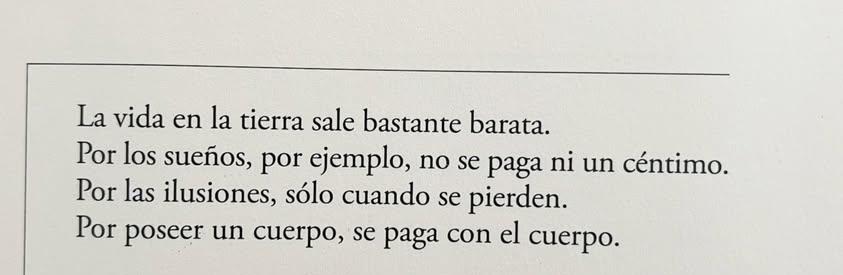 La vida en la tierra sale bastante barata.
Por los sueños, por ejemplo, no se paga ni un céntimo.
Por las ilusiones, sólo cuando se pierden.
Por poseer un cuerpo, se paga con el cuerpo.